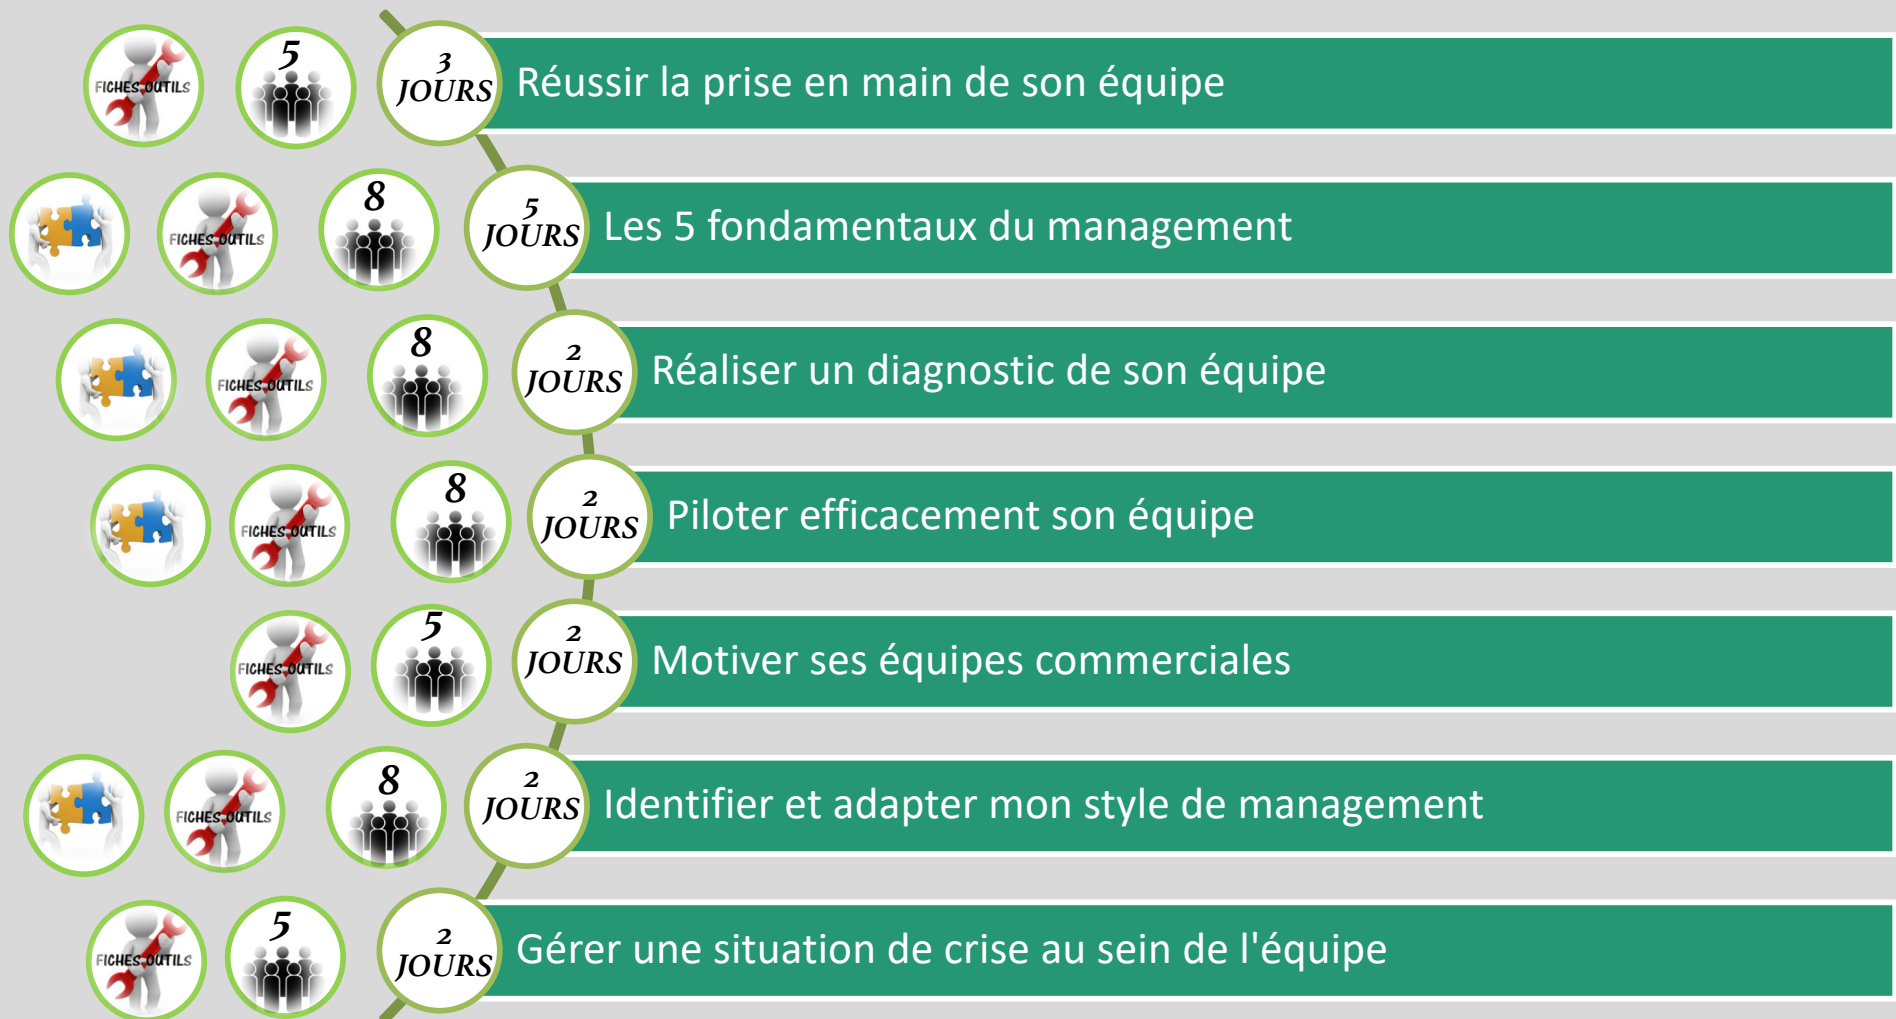 FICHES OUTILS
5
3
JOURS
Réussir la prise en main de son équipe
FICHES OUTILS
8
5
JOURS
Les 5 fondamentaux du management
FICHES OUTILS
8
2
JOURS
Réaliser un diagnostic de son équipe
FICHES OUTILS
8
2
JOURS
Piloter efficacement son équipe
FICHES OUTILS
5
2
JOURS
Motiver ses équipes commerciales
FICHES OUTILS
8
2
JOURS
Identifier et adapter mon style de management
FICHES OUTILS
5
2
JOURS
Gérer une situation de crise au sein de l'équipe